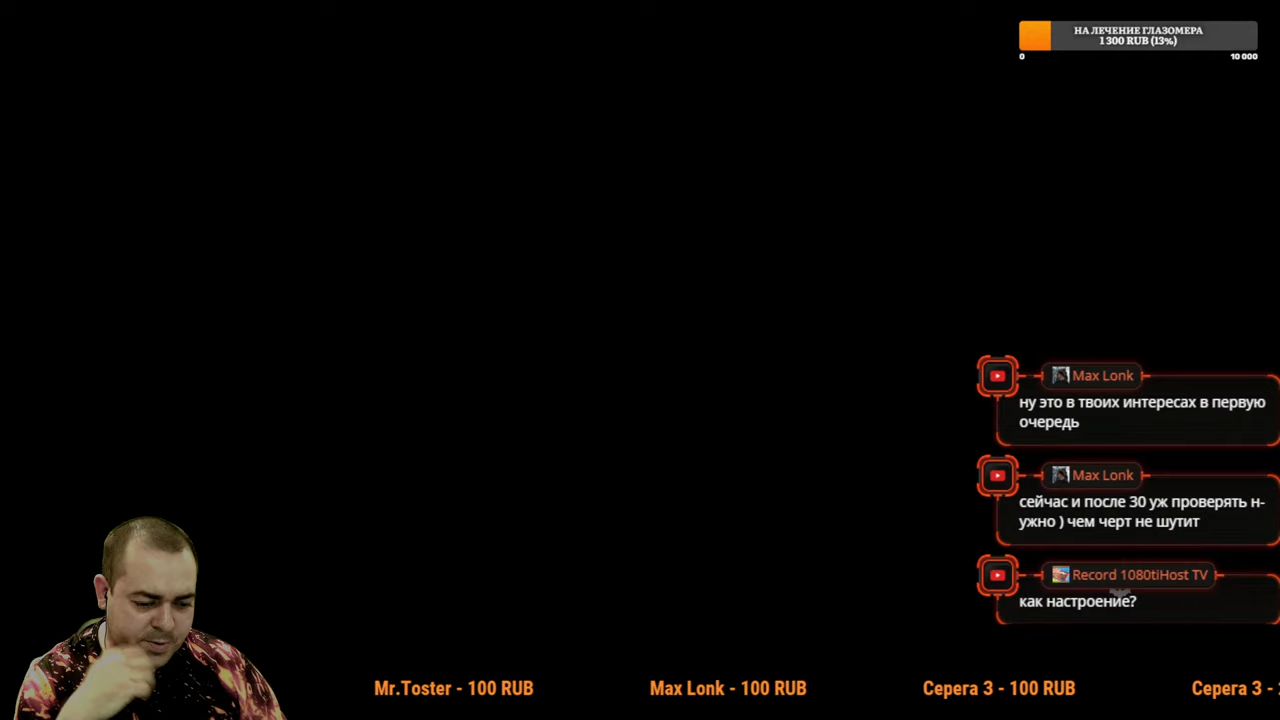 НА ЛЕЧЕНИЕ ГЛАЗОМЕРА
1 300 RUB (13%)
0 10 000
Max Lonk
ну это в твоих интересах в первую
очередь
Max Lonk
сейчас и после 30 уж проверять н-
ужно ) чем черт не шутит
Record 1080tiHost TV
как настроение?
Mr.Toster - 100 RUB Max Lonk - 100 RUB Серега 3 - 100 RUB Серега 3 -